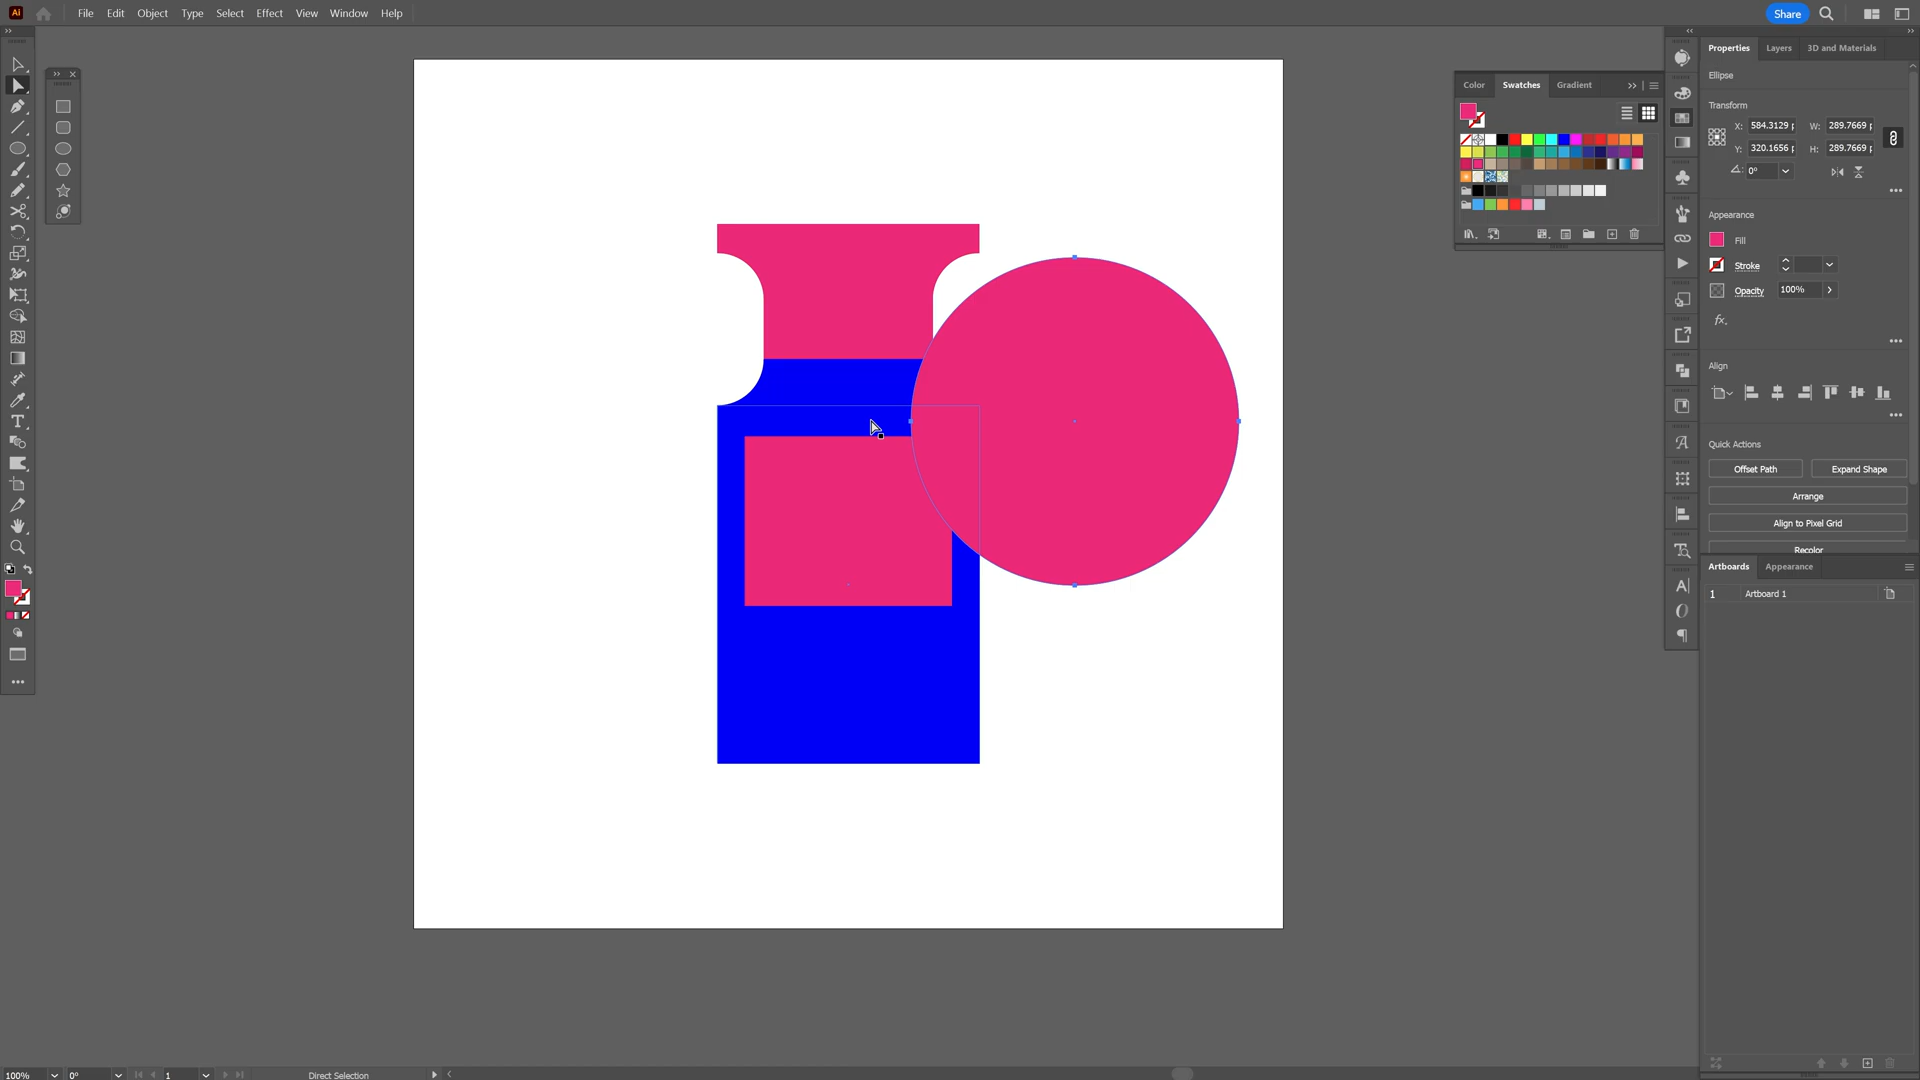 Ai File Edit Object Type Select Effect View Window Help Share
Properties Layers 3D and Materials
Ellipse
Color Swatches Gradient
Transform
X: 584.3129 p W: 289.7669 p
Y: 320.1656 p H: 289.7669 p
0°
Appearance
Fill
Stroke
Opacity 100%
fx.
Align
Quick Actions
Offset Path Expand Shape
Arrange
Align to Pixel Grid
Recolor
Artboards Appearance
1 Artboard 1
100% 0° 1 Direct Selection